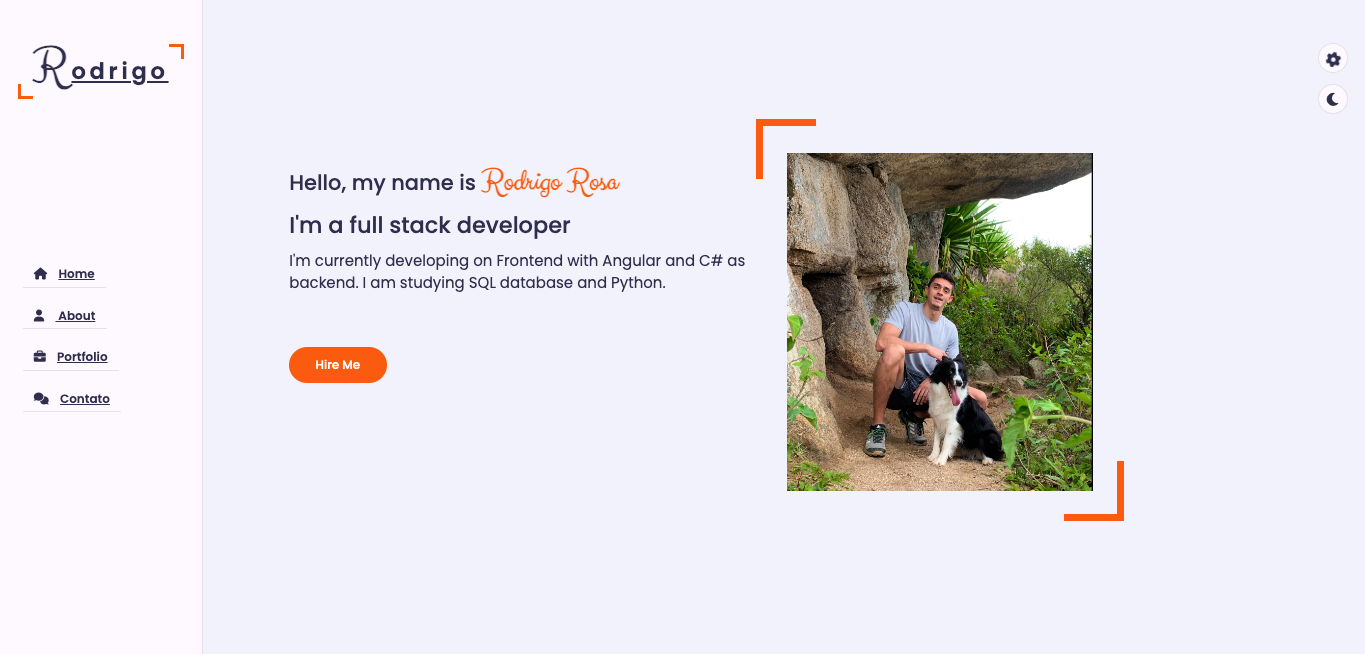 Rodrigo
Home
About
Portfolio
Contato
Hello, my name is Rodrigo Rosa
I'm a full stack developer
I'm currently developing on Frontend with Angular and C# as
backend. I am studying SQL database and Python.
Hire Me